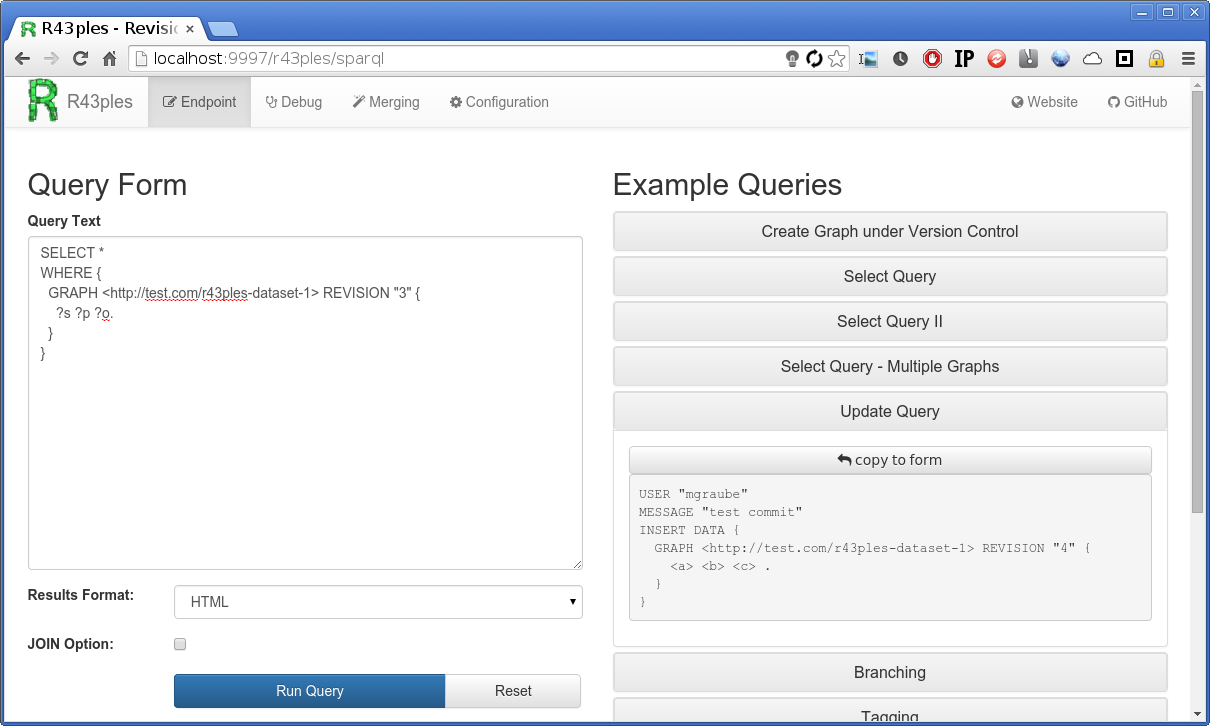 R43ples - Revisi
localhost:9997/r43ples/sparql
IP
R43ples
Endpoint
Debug
Merging
Configuration
Website
GitHub
Query Form
Query Text
SELECT *
WHERE {
GRAPH <http://test.com/r43ples-dataset-1> REVISION "3" {
?s ?p ?o.
}
}
Results Format:
HTML
JOIN Option:
Run Query
Reset
Example Queries
Create Graph under Version Control
Select Query
Select Query II
Select Query - Multiple Graphs
Update Query
copy to form
USER "mgraube"
MESSAGE "test commit"
INSERT DATA {
GRAPH <http://test.com/r43ples-dataset-1> REVISION "4" {
<a> <b> <c> .
}
}
Branching
Tagging